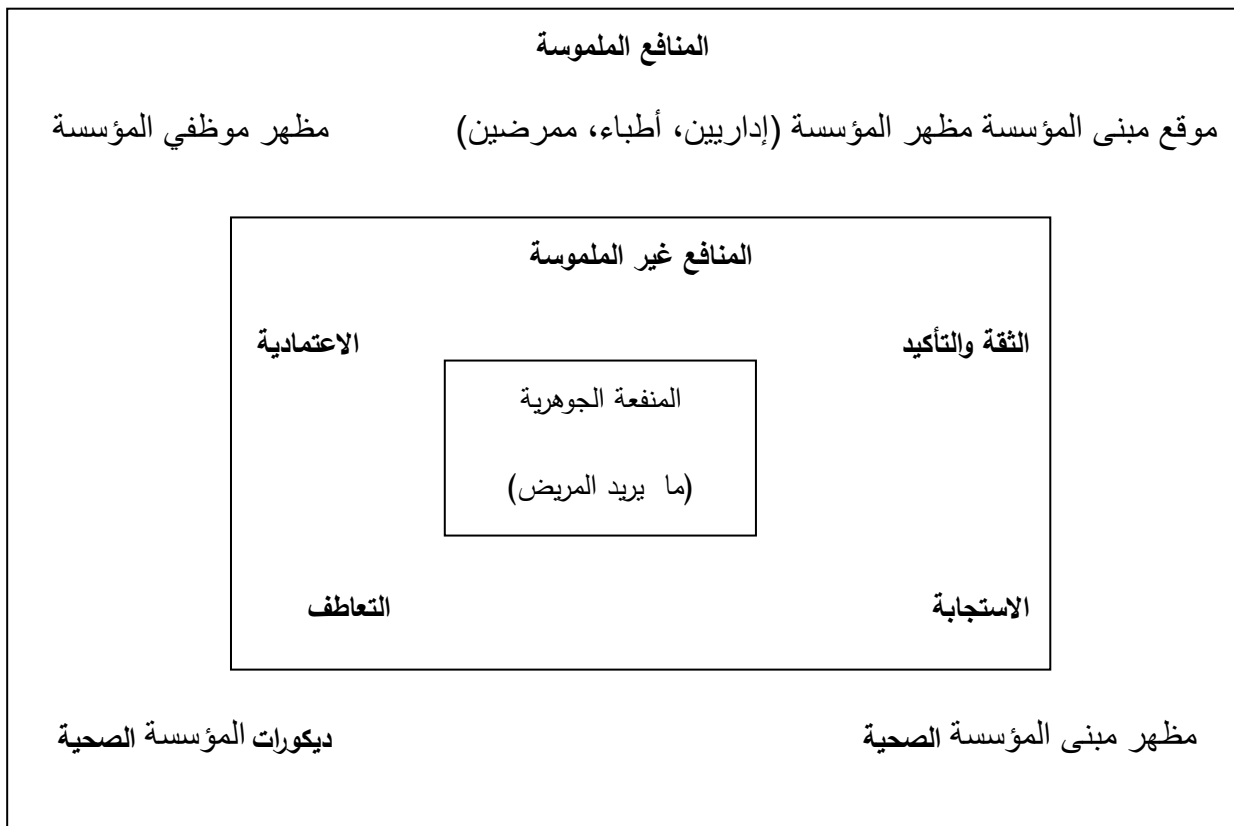 المنافع الملموسة
موقع مبنى المؤسسة مظهر المؤسسة (إداريين، أطباء، ممرضين) مظهر موظفي المؤسسة
المنافع غير الملموسة
الثقة والتأكيد الاعتمادية
المنفعة الجوهرية
(ما يريد المريض)
الاستجابة التعاطف
مظهر مبنى المؤسسة الصحية ديكورات المؤسسة الصحية